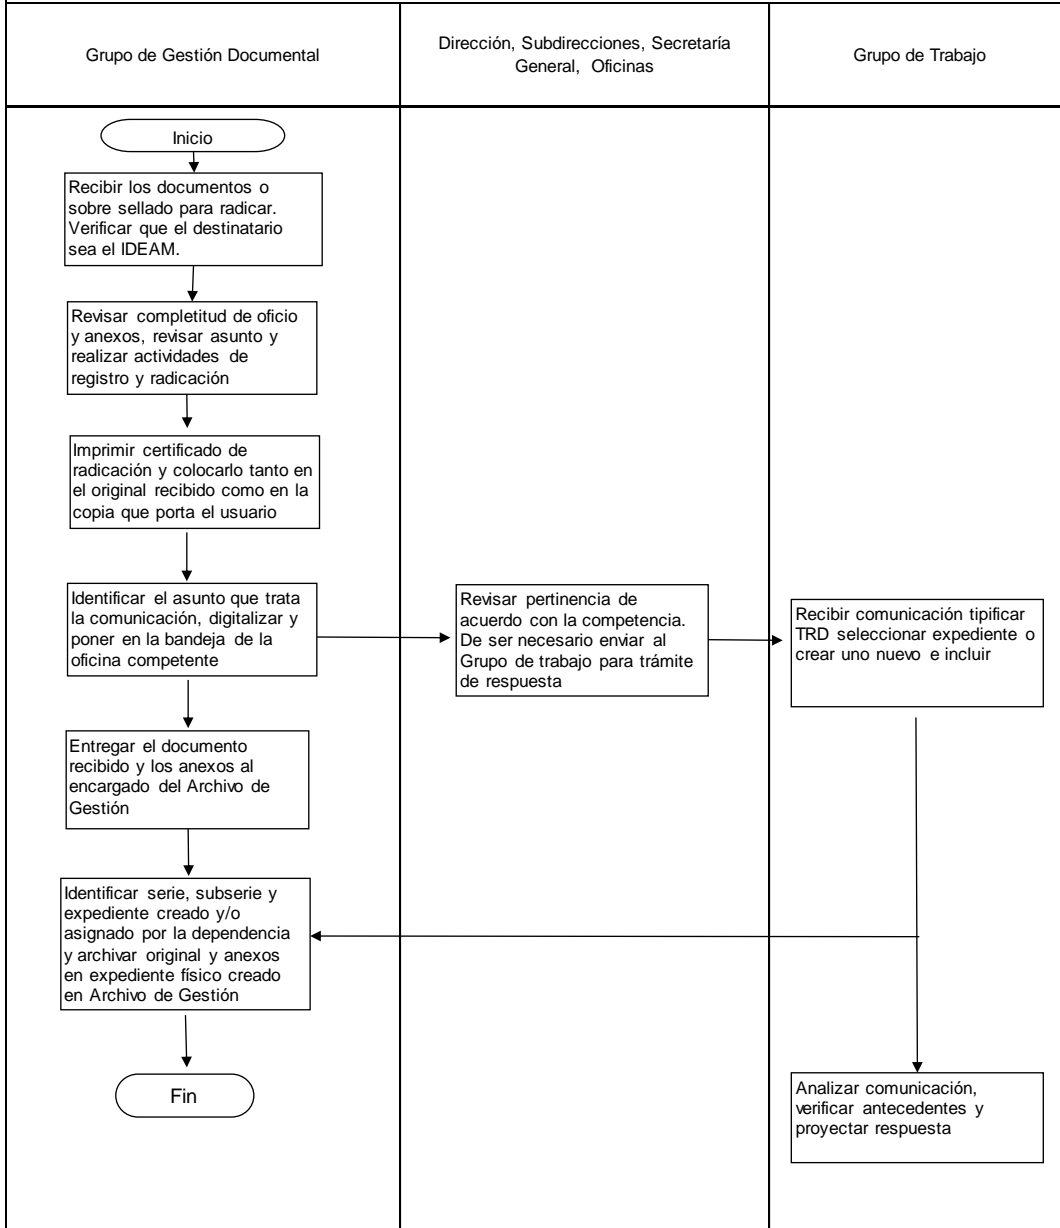 Grupo de Gestión Documental
Dirección, Subdirecciones, Secretaría
General, Oficinas
Grupo de Trabajo
Inicio
Recibir los documentos o
sobre sellado para radicar.
Verificar que el destinatario
sea el IDEAM.
Revisar completitud de oficio
y anexos, revisar asunto y
realizar actividades de
registro y radicación
Imprimir certificado de
radicación y colocarlo tanto en
el original recibido como en la
copia que porta el usuario
Identificar el asunto que trata
la comunicación, digitalizar y
poner en la bandeja de la
oficina competente
Revisar pertinencia de
acuerdo con la competencia.
De ser necesario enviar al
Grupo de trabajo para trámite
de respuesta
Recibir comunicación tipificar
TRD seleccionar expediente o
crear uno nuevo e incluir
Entregar el documento
recibido y los anexos al
encargado del Archivo de
Gestión
Identificar serie, subserie y
expediente creado y/o
asignado por la dependencia
y archivar original y anexos
en expediente físico creado
en Archivo de Gestión
Fin
Analizar comunicación,
verificar antecedentes y
proyectar respuesta